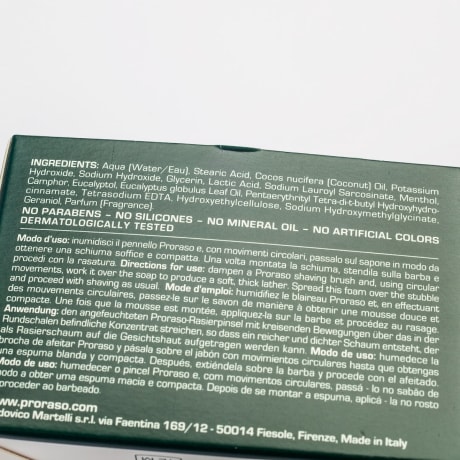 INGREDIENTS: Aqua (Water/Eau), Stearic Acid, Cocos nucifera (Coconut) Oil, Potassium
Hydroxide, Sodium Hydroxide, Glycerin, Lactic Acid, Sodium Lauroyl Sarcosinate, Menthol,
Camphor, Eucalyptol, Eucalyptus globulus Leaf Oil, Pentaerythrityl Tetra-di-t-butyl Hydroxyhydro-
cinnamate, Tetrasodium EDTA, Hydroxyethylcellulose, Sodium Hydroxymethylglycinate,
Geraniol, Parfum (Fragrance).
NO PARABENS – NO SILICONES – NO MINERAL OIL – NO ARTIFICIAL COLORS
DERMATOLOGICALLY TESTED
Modo d'uso: inumidisci il pennello Proraso e, con movimenti circolari, passalo sul sapone in modo da
ottenere una schiuma soffice e compatta. Una volta montata la schiuma, stendila sulla barba e
procedi con la rasatura. Directions for use: dampen a Proraso shaving brush and, using circular
movements, work it over the soap to produce a soft, thick lather. Spread this foam over the stubble
and proceed with shaving as usual. Mode d'emploi: humidifiez le blaireau Proraso et, en effectuant
des mouvements circulaires, passez-le sur le savon de manière à obtenir une mousse douce et
compacte. Une fois que la mousse est montée, appliquez-la sur la barbe et procédez au rasage.
Anwendung: den angefeuchteten Proraso-Rasierpinsel mit kreisenden Bewegungen über das in der
Rundschalen befindliche Konzentrat streichen, so dass ein reicher und dichter Schaum entsteht, der
als Rasierschaum auf die Gesichtshaut aufgetragen werden kann. Modo de uso: humedece la
brocha de afeitar Proraso y pásala sobre el jabón con movimientos circulares hasta que obtengas
una espuma blanda y compacta. Después, extiéndela sobre la barba y procede con el afeitado.
Modo de uso: humedecer o pincel Proraso e, com movimentos circulares, passá - lo no sabão de
modo a obter uma espuma macia e compacta. Depois de se montar a espuma, aplicá - la no rosto
proceder ao barbeado.
www.proraso.com
dovico Martelli s.r.l. via Faentina 169/12 - 50014 Fiesole, Firenze, Made in Italy